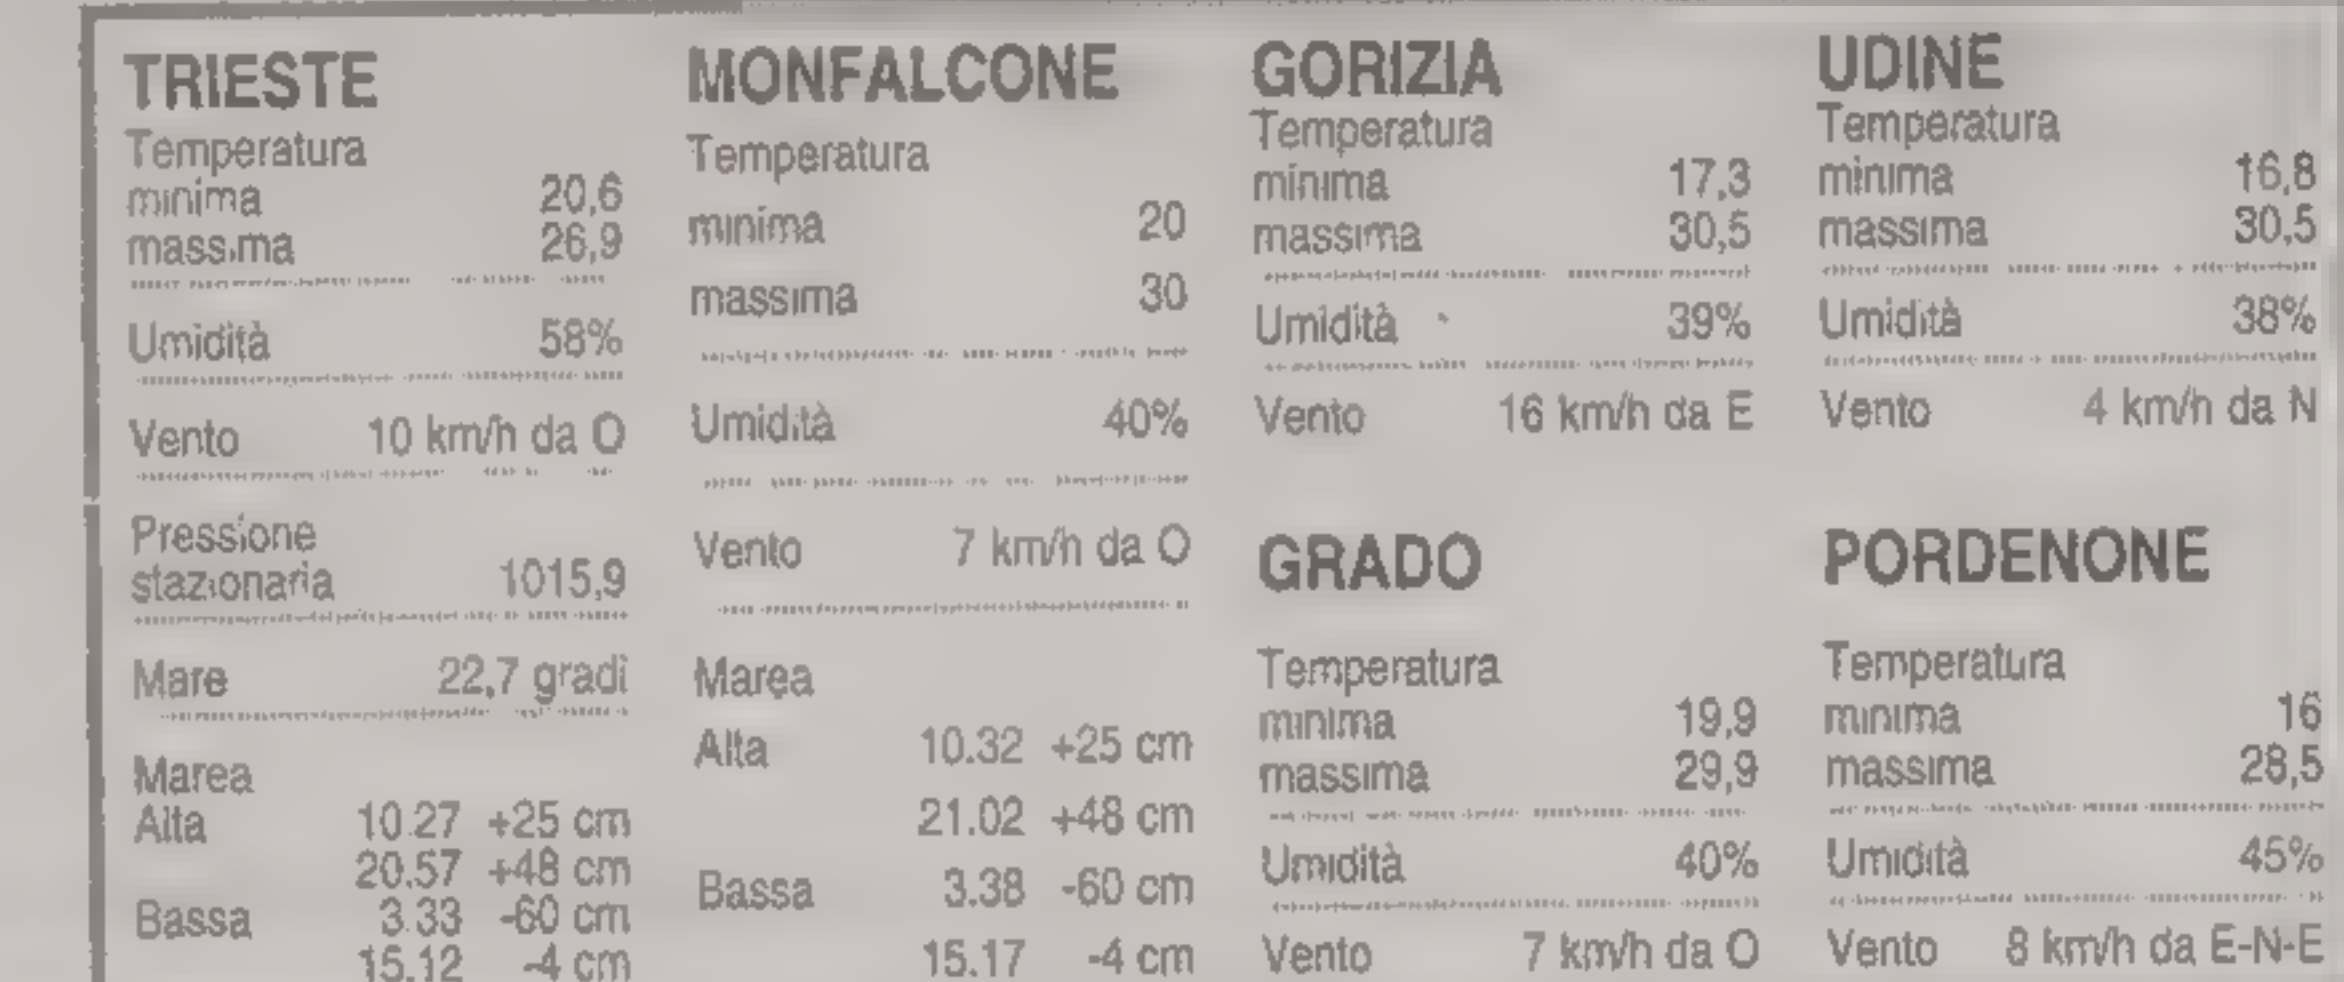 TRIESTE
Temperatura
minima 20,6
massima 26,9
Umidità 58%
Vento 10 km/h da O
Pressione
stazionaria 1015,9
Mare 22,7 gradi
Marea
Alta 10.27 +25 cm
20.57 +48 cm
Bassa 3.33 -60 cm
15.12 -4 cm
MONFALCONE
Temperatura
minima 20
massima 30
Umidità 40%
Vento 7 km/h da O
Marea
Alta 10.32 +25 cm
21.02 +48 cm
Bassa 3.38 -60 cm
15.17 -4 cm
GORIZIA
Temperatura
minima 17,3
massima 30,5
Umidità 39%
Vento 16 km/h da E
GRADO
Temperatura
minima 19,9
massima 29,9
Umidità 40%
Vento 7 km/h da O
UDINE
Temperatura
minima 16,8
massima 30,5
Umidità 38%
Vento 4 km/h da N
PORDENONE
Temperatura
minima 16
massima 28,5
Umidità 45%
Vento 8 km/h da E-N-E